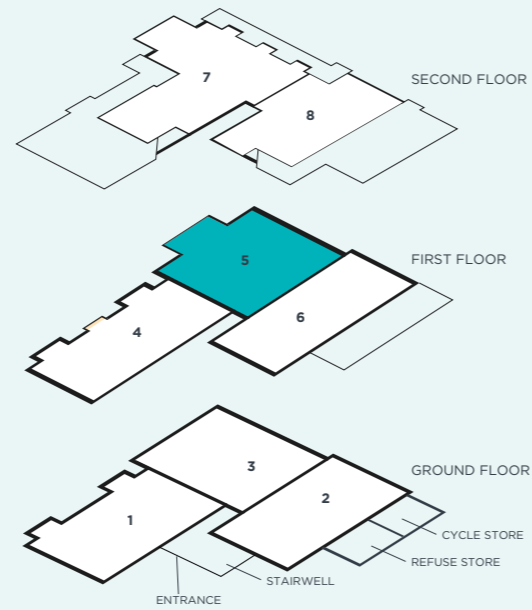 7
SECOND FLOOR
8
5
FIRST FLOOR
6
4
3
GROUND FLOOR
2
1
CYCLE STORE
REFUSE STORE
STAIRWELL
ENTRANCE